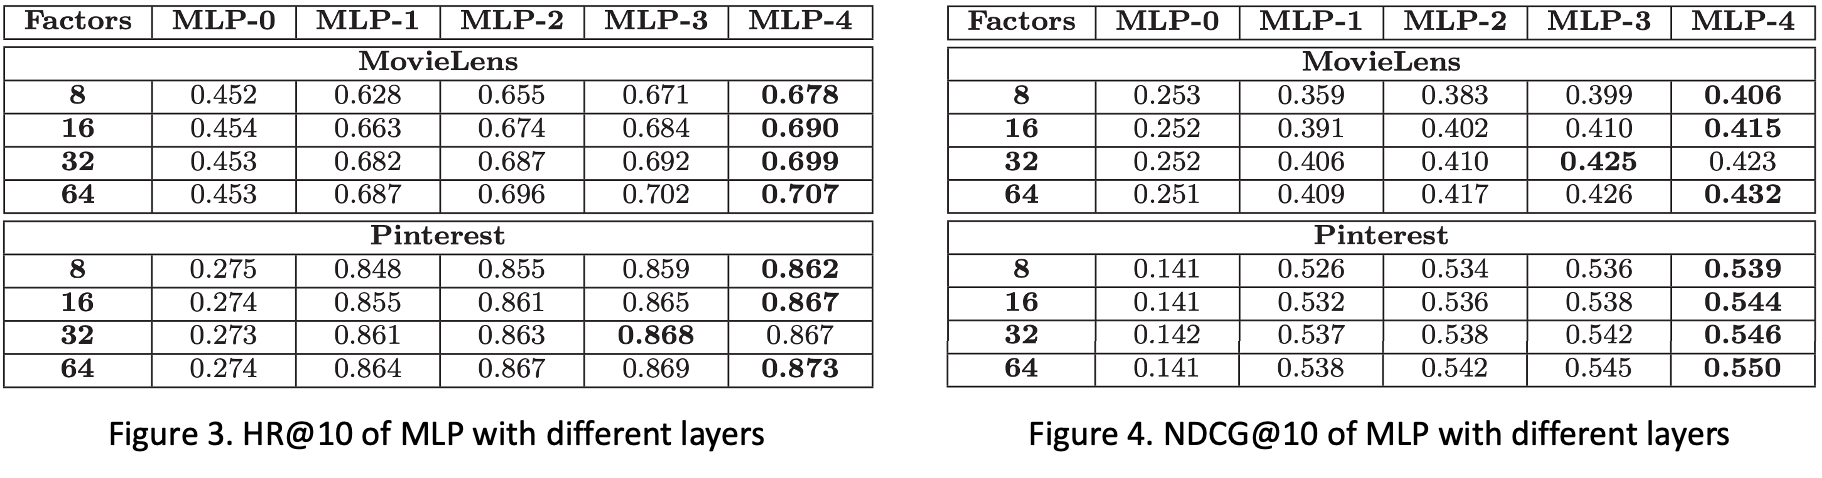 Factors MLP-0 MLP-1 MLP-2 MLP-3 MLP-4
MovieLens
8 0.452 0.628 0.655 0.671 0.678
16 0.454 0.663 0.674 0.684 0.690
32 0.453 0.682 0.687 0.692 0.699
64 0.453 0.687 0.696 0.702 0.707
Pinterest
8 0.275 0.848 0.855 0.859 0.862
16 0.274 0.855 0.861 0.865 0.867
32 0.273 0.861 0.863 0.868 0.867
64 0.274 0.864 0.867 0.869 0.873
Figure 3. HR@10 of MLP with different layers
Factors MLP-0 MLP-1 MLP-2 MLP-3 MLP-4
MovieLens
8 0.253 0.359 0.383 0.399 0.406
16 0.252 0.391 0.402 0.410 0.415
32 0.252 0.406 0.410 0.425 0.423
64 0.251 0.409 0.417 0.426 0.432
Pinterest
8 0.141 0.526 0.534 0.536 0.539
16 0.141 0.532 0.536 0.538 0.544
32 0.142 0.537 0.538 0.542 0.546
64 0.141 0.538 0.542 0.545 0.550
Figure 4. NDCG@10 of MLP with different layers